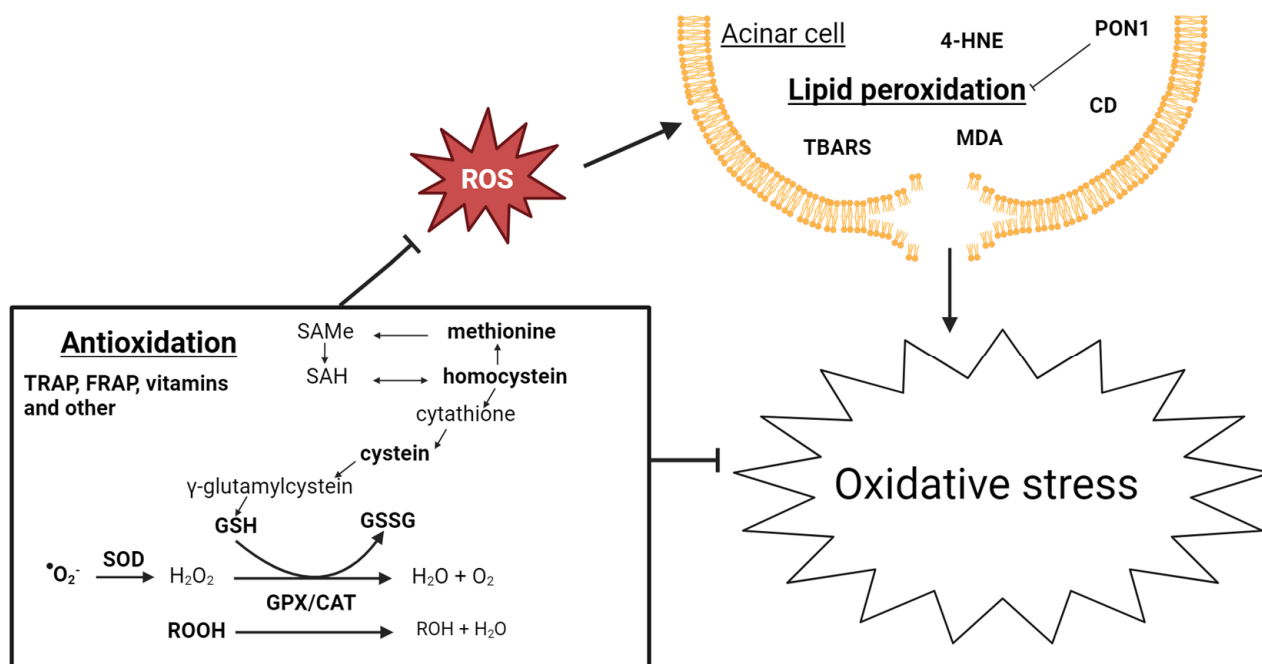 Acinar cell
4-HNE
PON1
Lipid peroxidation
CD
TBARS
MDA
ROS
Antioxidation
TRAP, FRAP, vitamins
and other
SAMe
methionine
SAH
homocystein
cytathione
cystein
γ-glutamylcystein
GSH
GSSG
•O₂⁻
SOD
H₂O₂
H₂O + O₂
GPX/CAT
ROOH
ROH + H₂O
Oxidative stress